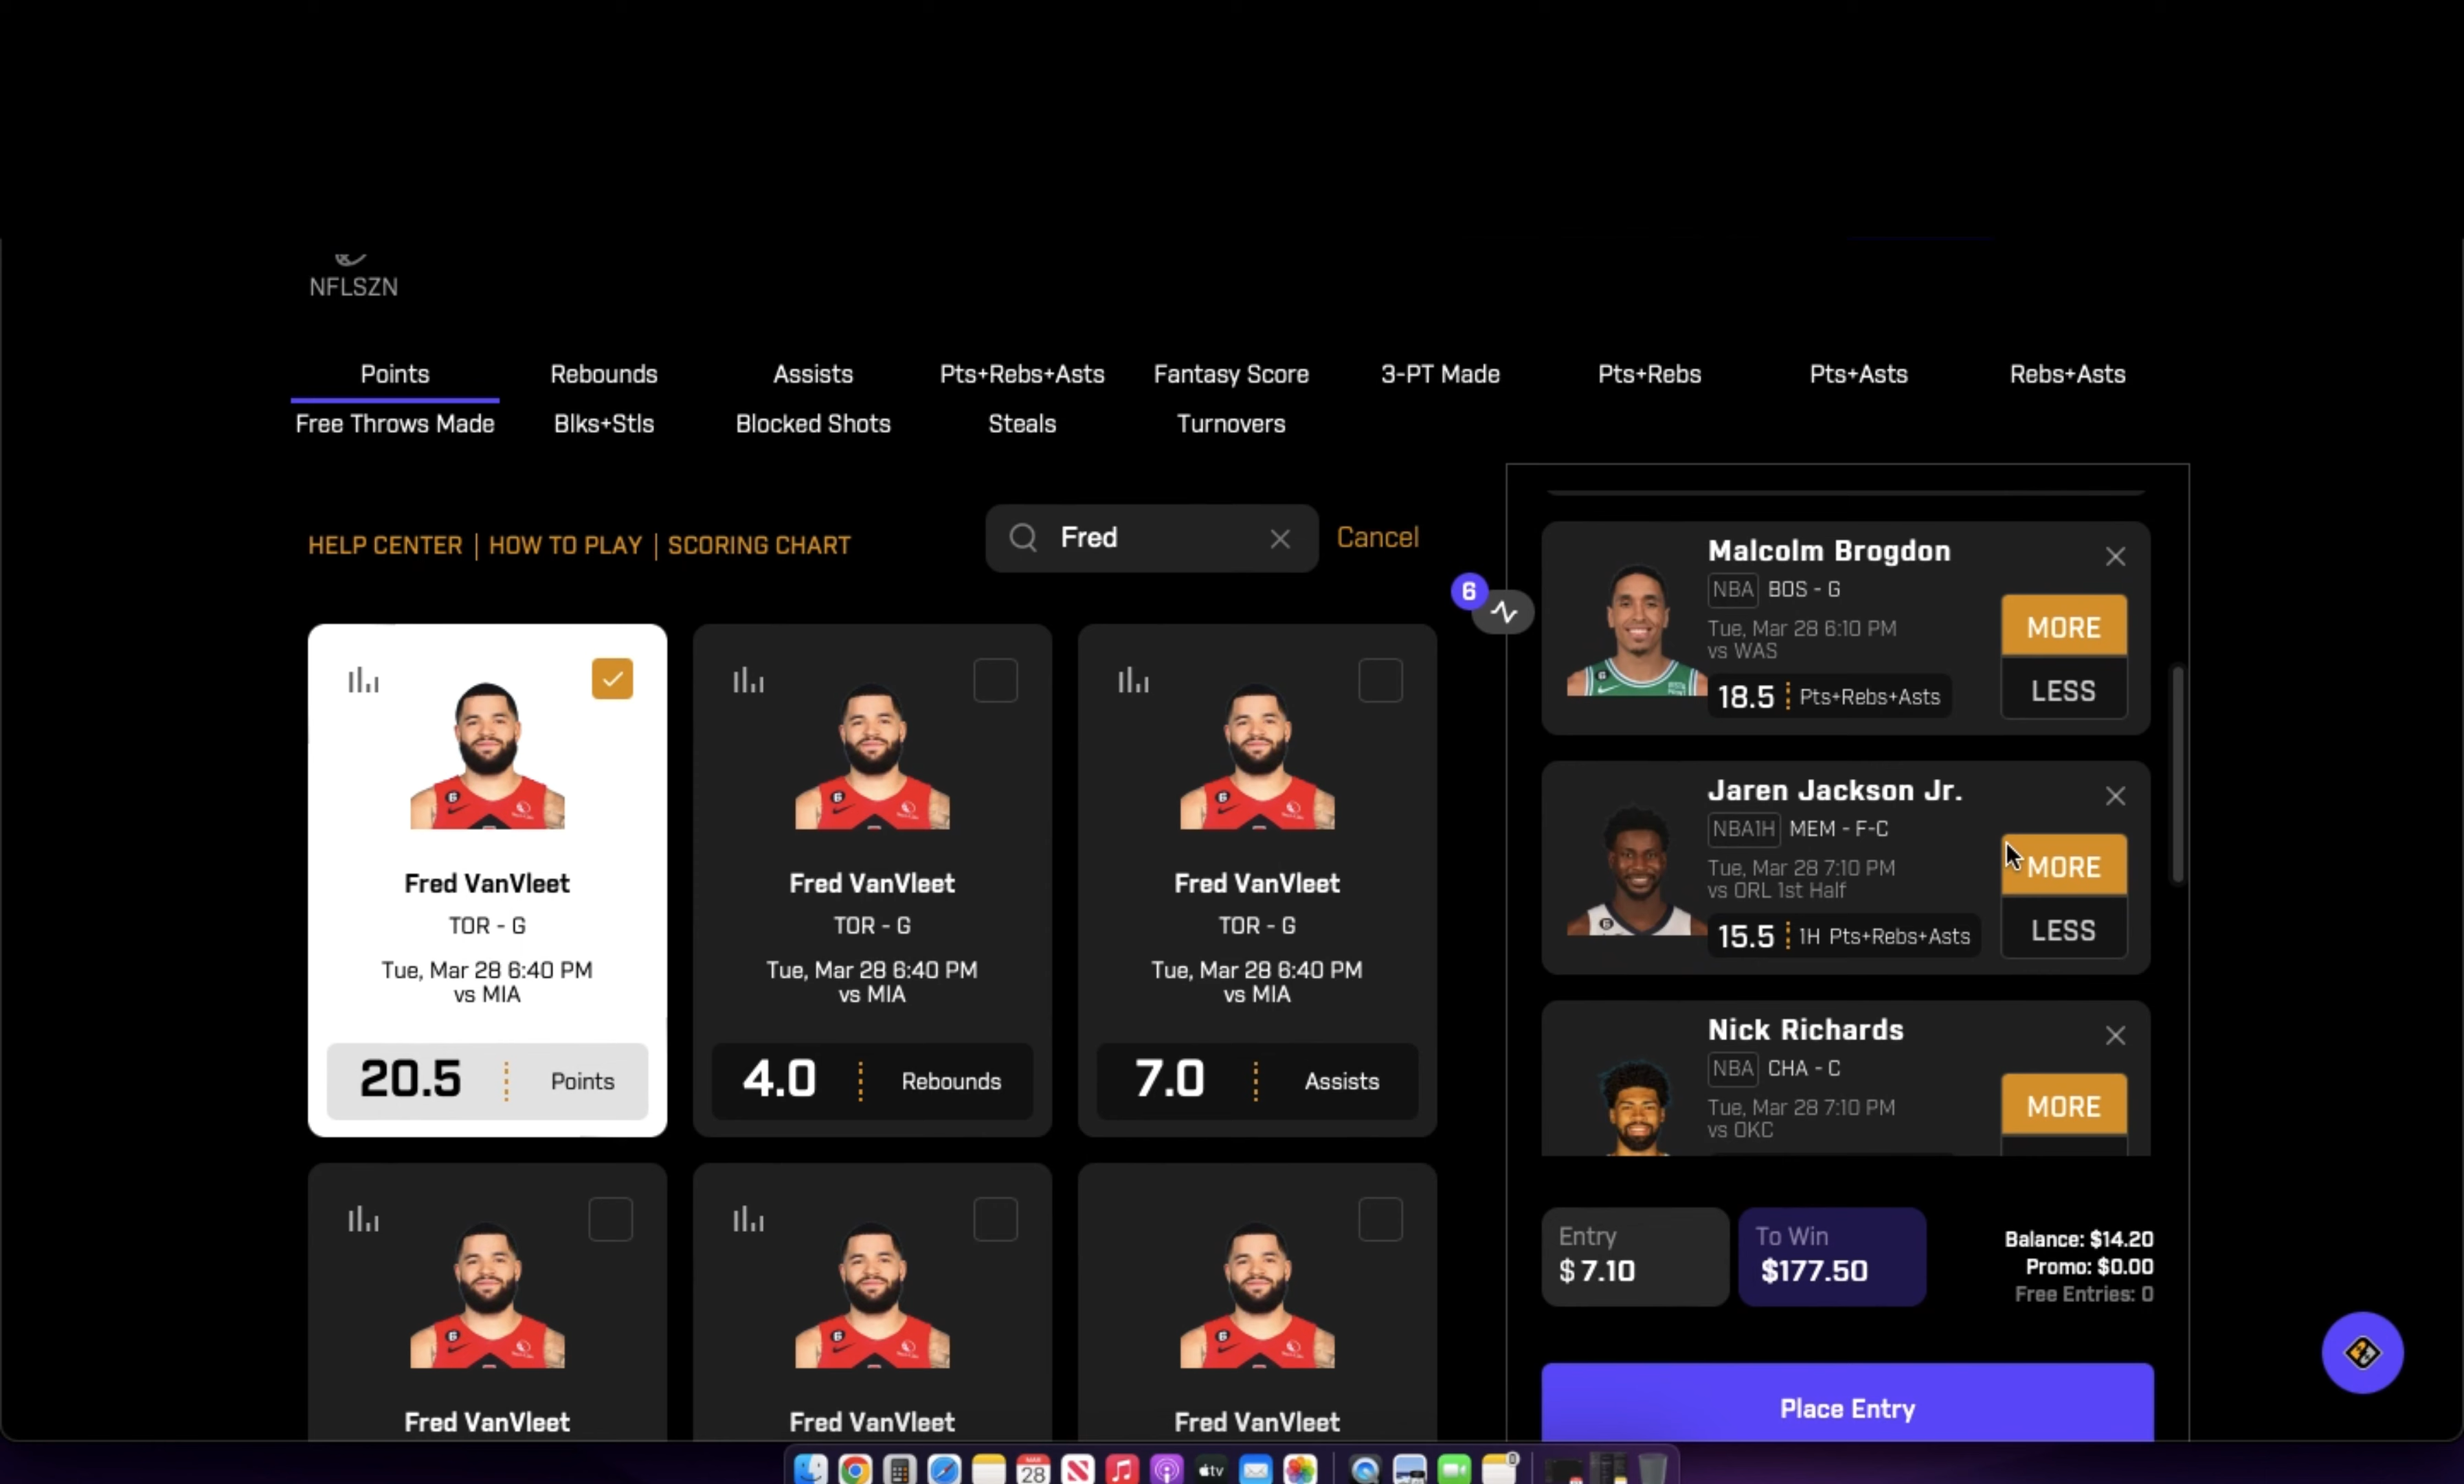 NFLSZN
Points Rebounds Assists Pts+Rebs+Asts Fantasy Score 3-PT Made Pts+Rebs Pts+Asts Rebs+Asts
Free Throws Made Blks+Stls Blocked Shots Steals Turnovers
HELP CENTER | HOW TO PLAY | SCORING CHART
Fred
Cancel
Fred VanVleet
TOR - G
Tue, Mar 28 6:40 PM
vs MIA
20.5 Points
Fred VanVleet
TOR - G
Tue, Mar 28 6:40 PM
vs MIA
4.0 Rebounds
Fred VanVleet
TOR - G
Tue, Mar 28 6:40 PM
vs MIA
7.0 Assists
Fred VanVleet
Fred VanVleet
Fred VanVleet
6
Malcolm Brogdon
NBA BOS - G
Tue, Mar 28 6:10 PM
vs WAS
18.5 Pts+Rebs+Asts
MORE
LESS
Jaren Jackson Jr.
NBA1H MEM - F-C
Tue, Mar 28 7:10 PM
vs ORL 1st Half
15.5 1H Pts+Rebs+Asts
MORE
LESS
Nick Richards
NBA CHA - C
Tue, Mar 28 7:10 PM
vs OKC
MORE
Entry
$ 7.10
To Win
$177.50
Balance: $14.20
Promo: $0.00
Free Entries: 0
Place Entry
28
tv